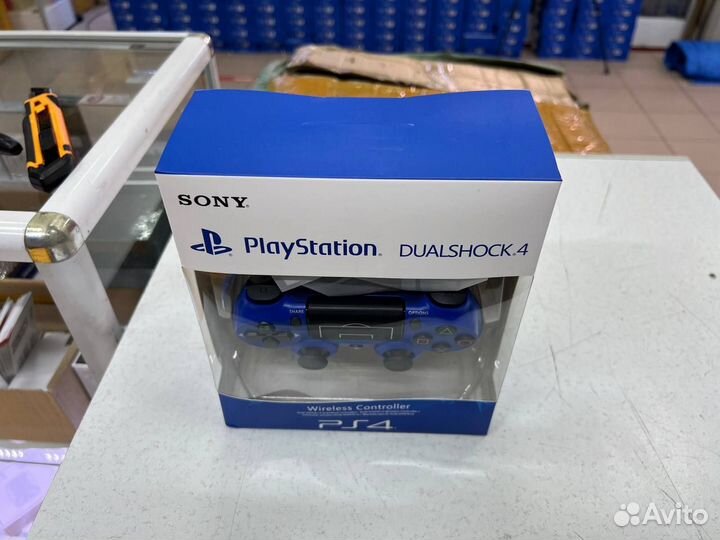 SONY
PlayStation DUALSHOCK 4
SHARE OPTIONS
Wireless Controller
PS4
Avito